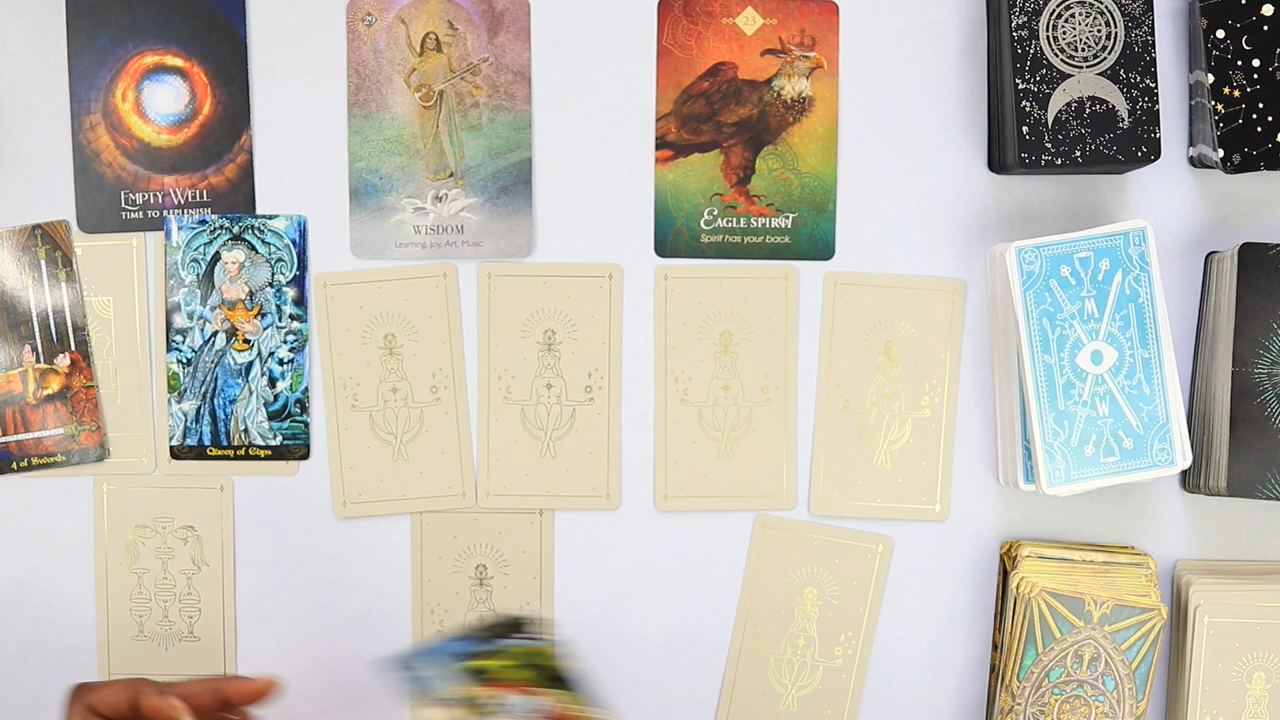 EMPTY WELL
TIME TO REPLENISH
29
WISDOM
Learning, Joy, Art, Music
23
EAGLE SPIRIT
Spirit has your back.
4 of Swords
Queen of Cups
M
W